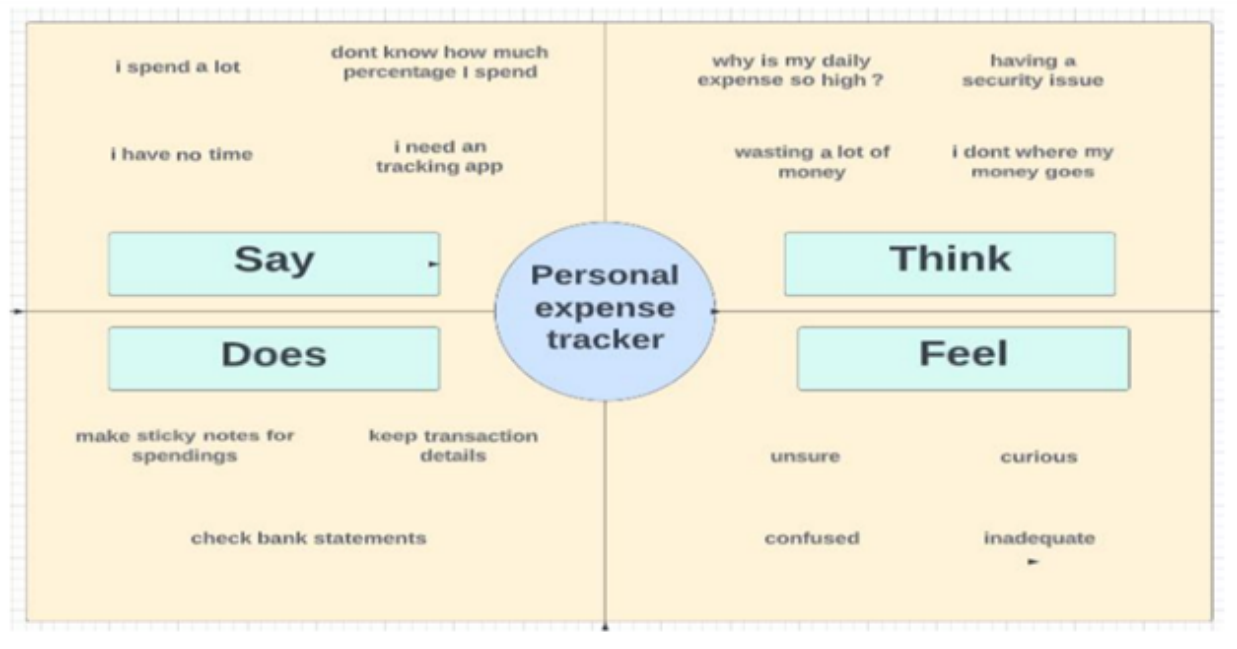 i spend a lot
dont know how much
percentage I spend
i have no time
i need an
tracking app
Say
why is my daily
expense so high ?
having a
security issue
wasting a lot of
money
i dont where my
money goes
Think
Personal
expense
tracker
Does
make sticky notes for
spendings
keep transaction
details
check bank statements
Feel
unsure
curious
confused
inadequate